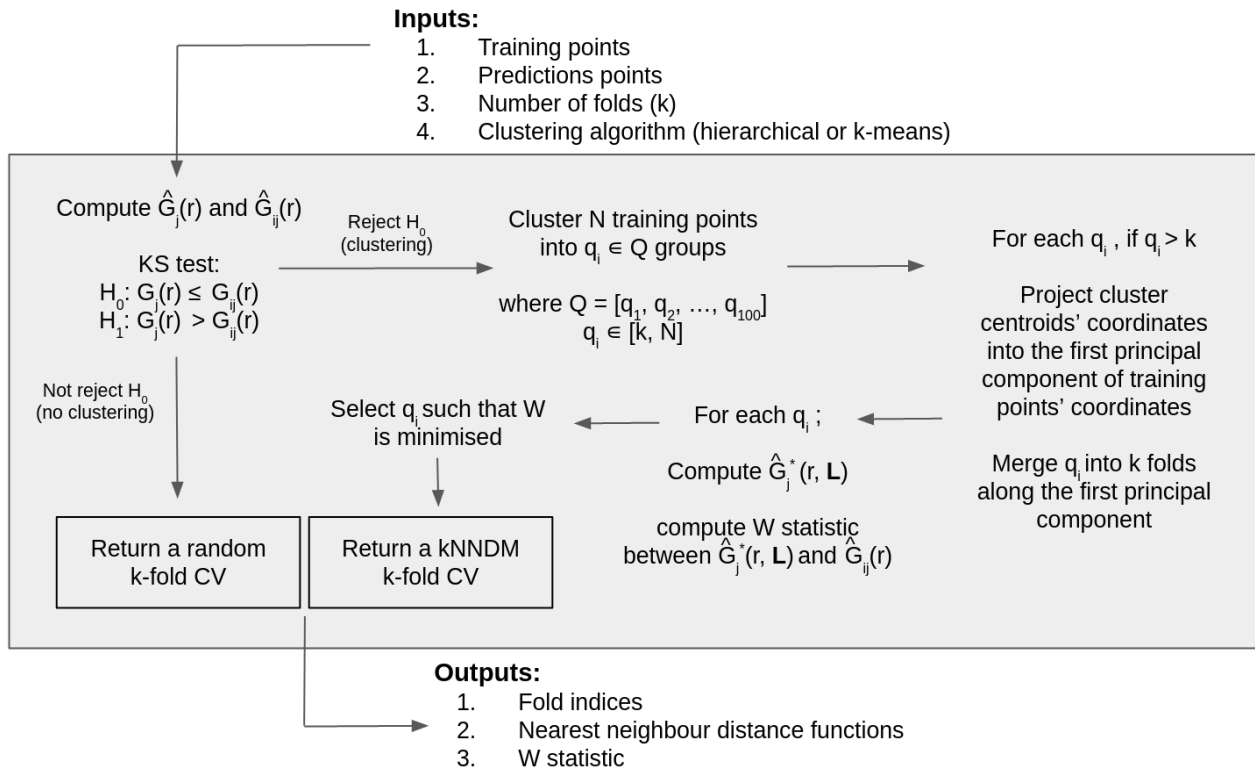 Inputs:
1. Training points
2. Predictions points
3. Number of folds (k)
4. Clustering algorithm (hierarchical or k-means)
Compute Ĝj(r) and Ĝij(r)
KS test:
H0: Gj(r) ≤ Gij(r)
H1: Gj(r) > Gij(r)
Reject H0
(clustering)
Not reject H0
(no clustering)
Cluster N training points
into qi ∈ Q groups
where Q = [q1, q2, …, q100]
qi ∈ [k, N]
For each qi , if qi > k
Project cluster
centroids’ coordinates
into the first principal
component of training
points’ coordinates
Merge qi into k folds
along the first principal
component
For each qi ;
Compute Ĝj*(r, L)
compute W statistic
between Ĝj*(r, L) and Ĝij(r)
Select qi such that W
is minimised
Return a random
k-fold CV
Return a kNNDM
k-fold CV
Outputs:
1. Fold indices
2. Nearest neighbour distance functions
3. W statistic